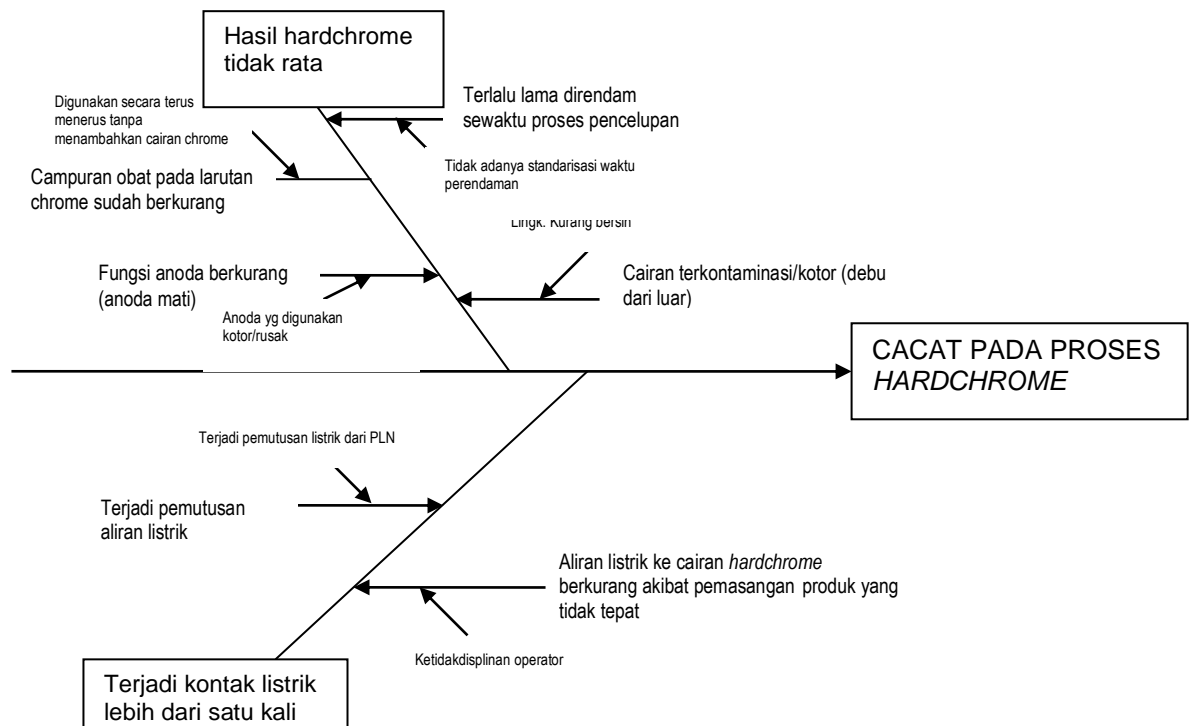 Hasil hardchrome
tidak rata
Digunakan secara terus
menerus tanpa
menambahkan cairan chrome
Terlalu lama direndam
sewaktu proses pencelupan
Tidak adanya standarisasi waktu
perendaman
Campuran obat pada larutan
chrome sudah berkurang
Lingk. Kurang bersih
Fungsi anoda berkurang
(anoda mati)
Cairan terkontaminasi/kotor (debu
dari luar)
Anoda yg digunakan
kotor/rusak
CACAT PADA PROSES
HARDCHROME
Terjadi pemutusan listrik dari PLN
Terjadi pemutusan
aliran listrik
Aliran listrik ke cairan hardchrome
berkurang akibat pemasangan produk yang
tidak tepat
Ketidakdisplinan operator
Terjadi kontak listrik
lebih dari satu kali